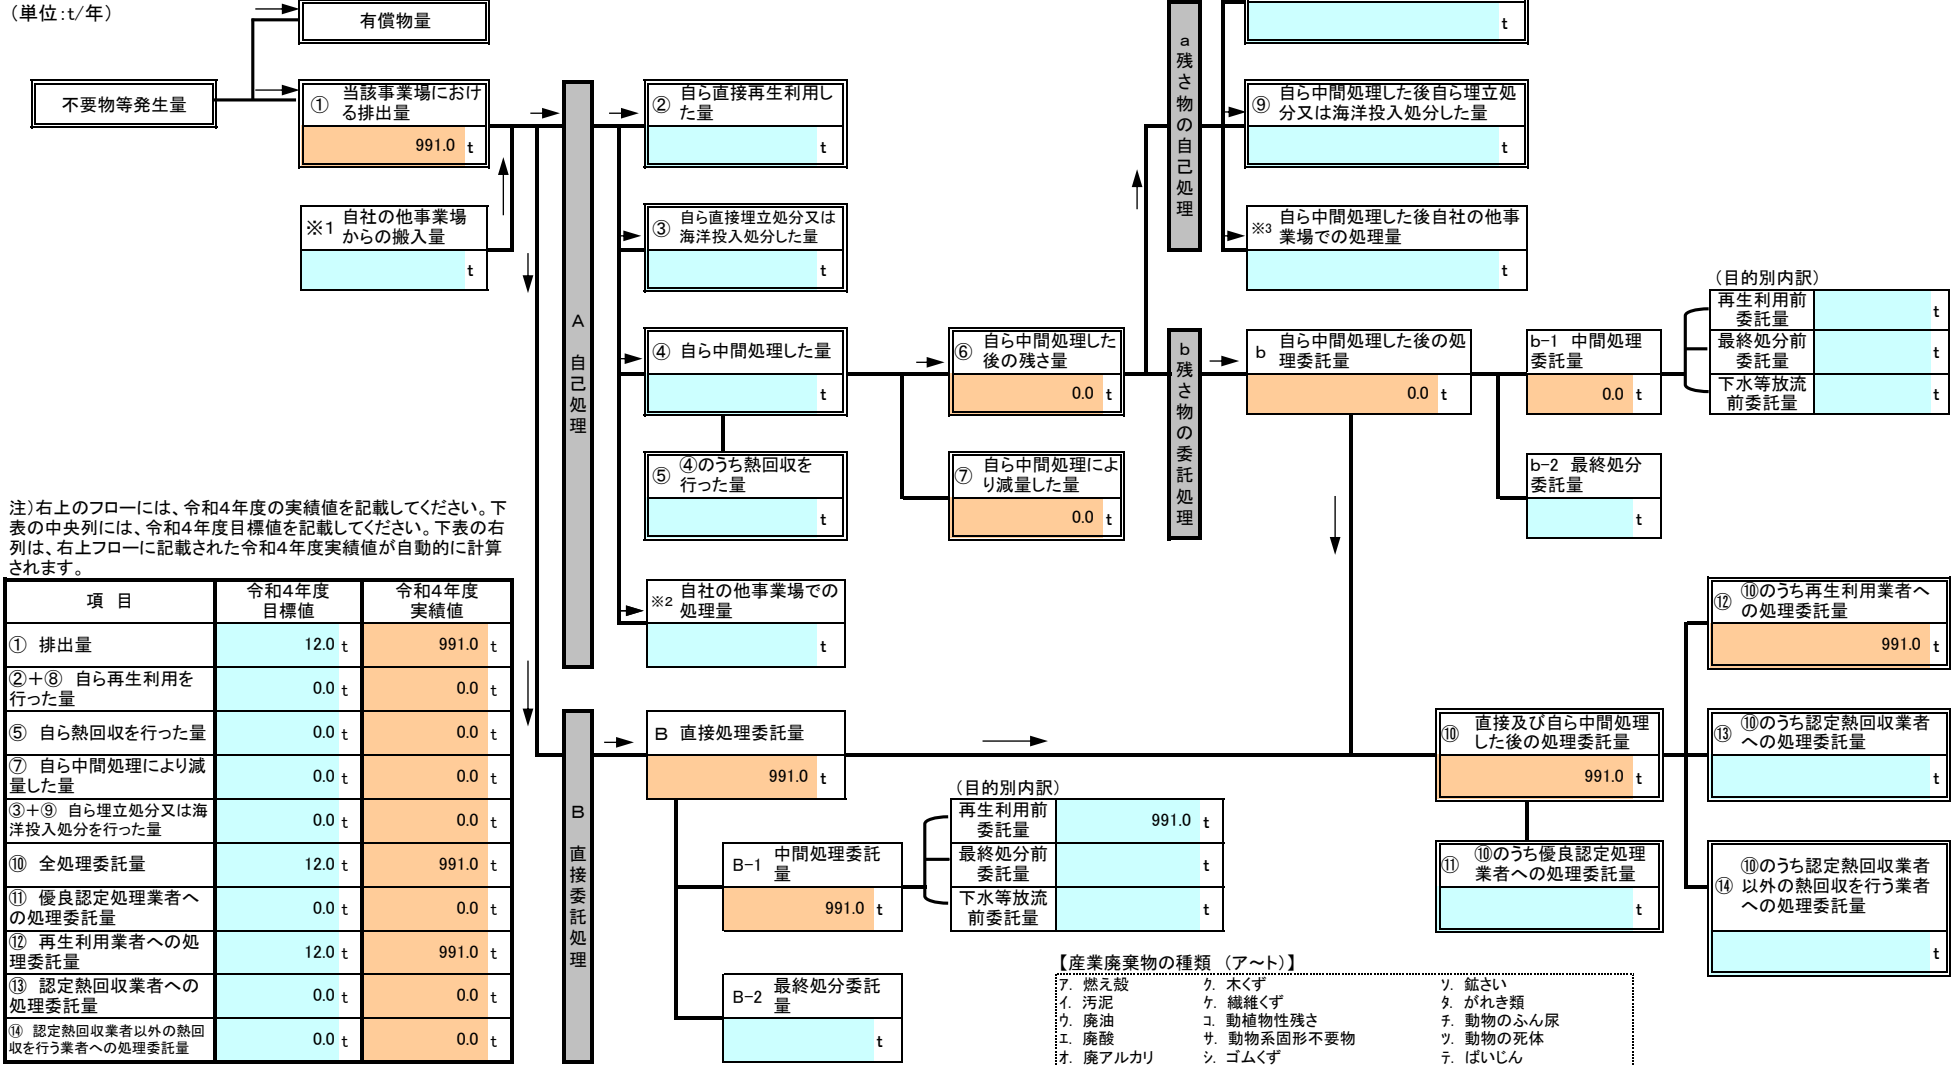 （単位：t/年）
有償物量
不要物等発生量
① 当該事業場におけ
る排出量
991.0 t
※1 自社の他事業場
からの搬入量
t
A 自己処理
② 自ら直接再生利用し
た量
t
③ 自ら直接埋立処分又は
海洋投入処分した量
t
④ 自ら中間処理した量
t
⑤ ④のうち熱回収を
行った量
t
※2 自社の他事業場での
処理量
t
⑥ 自ら中間処理した
後の残さ量
0.0 t
⑦ 自ら中間処理によ
り減量した量
0.0 t
a 残さ物の自己処理
t
⑨ 自ら中間処理した後自ら埋立処
分又は海洋投入処分した量
t
※3 自ら中間処理した後自社の他事
業場での処理量
t
b 残さ物の委託処理
b 自ら中間処理した後の処
理委託量
0.0 t
b-1 中間処理
委託量
0.0 t
b-2 最終処分
委託量
t
（目的別内訳）
再生利用前
委託量 t
最終処分前
委託量 t
下水等放流
前委託量 t
注）右上のフローには、令和4年度の実績値を記載してください。下
表の中央列には、令和4年度目標値を記載してください。下表の右
列は、右上フローに記載された令和4年度実績値が自動的に計算
されます。
項 目 令和4年度
目標値 令和4年度
実績値
① 排出量 12.0 t 991.0 t
②＋⑧ 自ら再生利用を
行った量 0.0 t 0.0 t
⑤ 自ら熱回収を行った量 0.0 t 0.0 t
⑦ 自ら中間処理により減
量した量 0.0 t 0.0 t
③＋⑨ 自ら埋立処分又は海
洋投入処分を行った量 0.0 t 0.0 t
⑩ 全処理委託量 12.0 t 991.0 t
⑪ 優良認定処理業者へ
の処理委託量 0.0 t 0.0 t
⑫ 再生利用業者への処
理委託量 12.0 t 991.0 t
⑬ 認定熱回収業者への
処理委託量 0.0 t 0.0 t
⑭ 認定熱回収業者以外の熱回
収を行う業者への処理委託量 0.0 t 0.0 t
B 直接委託処理
B 直接処理委託量
991.0 t
B-1 中間処理委託
量
991.0 t
B-2 最終処分委託
量
t
（目的別内訳）
再生利用前
委託量 991.0 t
最終処分前
委託量 t
下水等放流
前委託量 t
⑩ 直接及び自ら中間処理
した後の処理委託量
991.0 t
⑪ ⑩のうち優良認定処理
業者への処理委託量
t
⑫ ⑩のうち再生利用業者へ
の処理委託量
991.0 t
⑬ ⑩のうち認定熱回収業者
への処理委託量
t
⑭ ⑩のうち認定熱回収業者
以外の熱回収を行う業者
への処理委託量
t
【産業廃棄物の種類 （ア～ト）】
ア. 燃え殻 ク. 木くず ソ. 鉱さい
イ. 汚泥 ケ. 繊維くず タ. がれき類
ウ. 廃油 コ. 動植物性残さ チ. 動物のふん尿
エ. 廃酸 サ. 動物系固形不要物 ツ. 動物の死体
オ. 廃アルカリ シ. ゴムくず テ. ばいじん